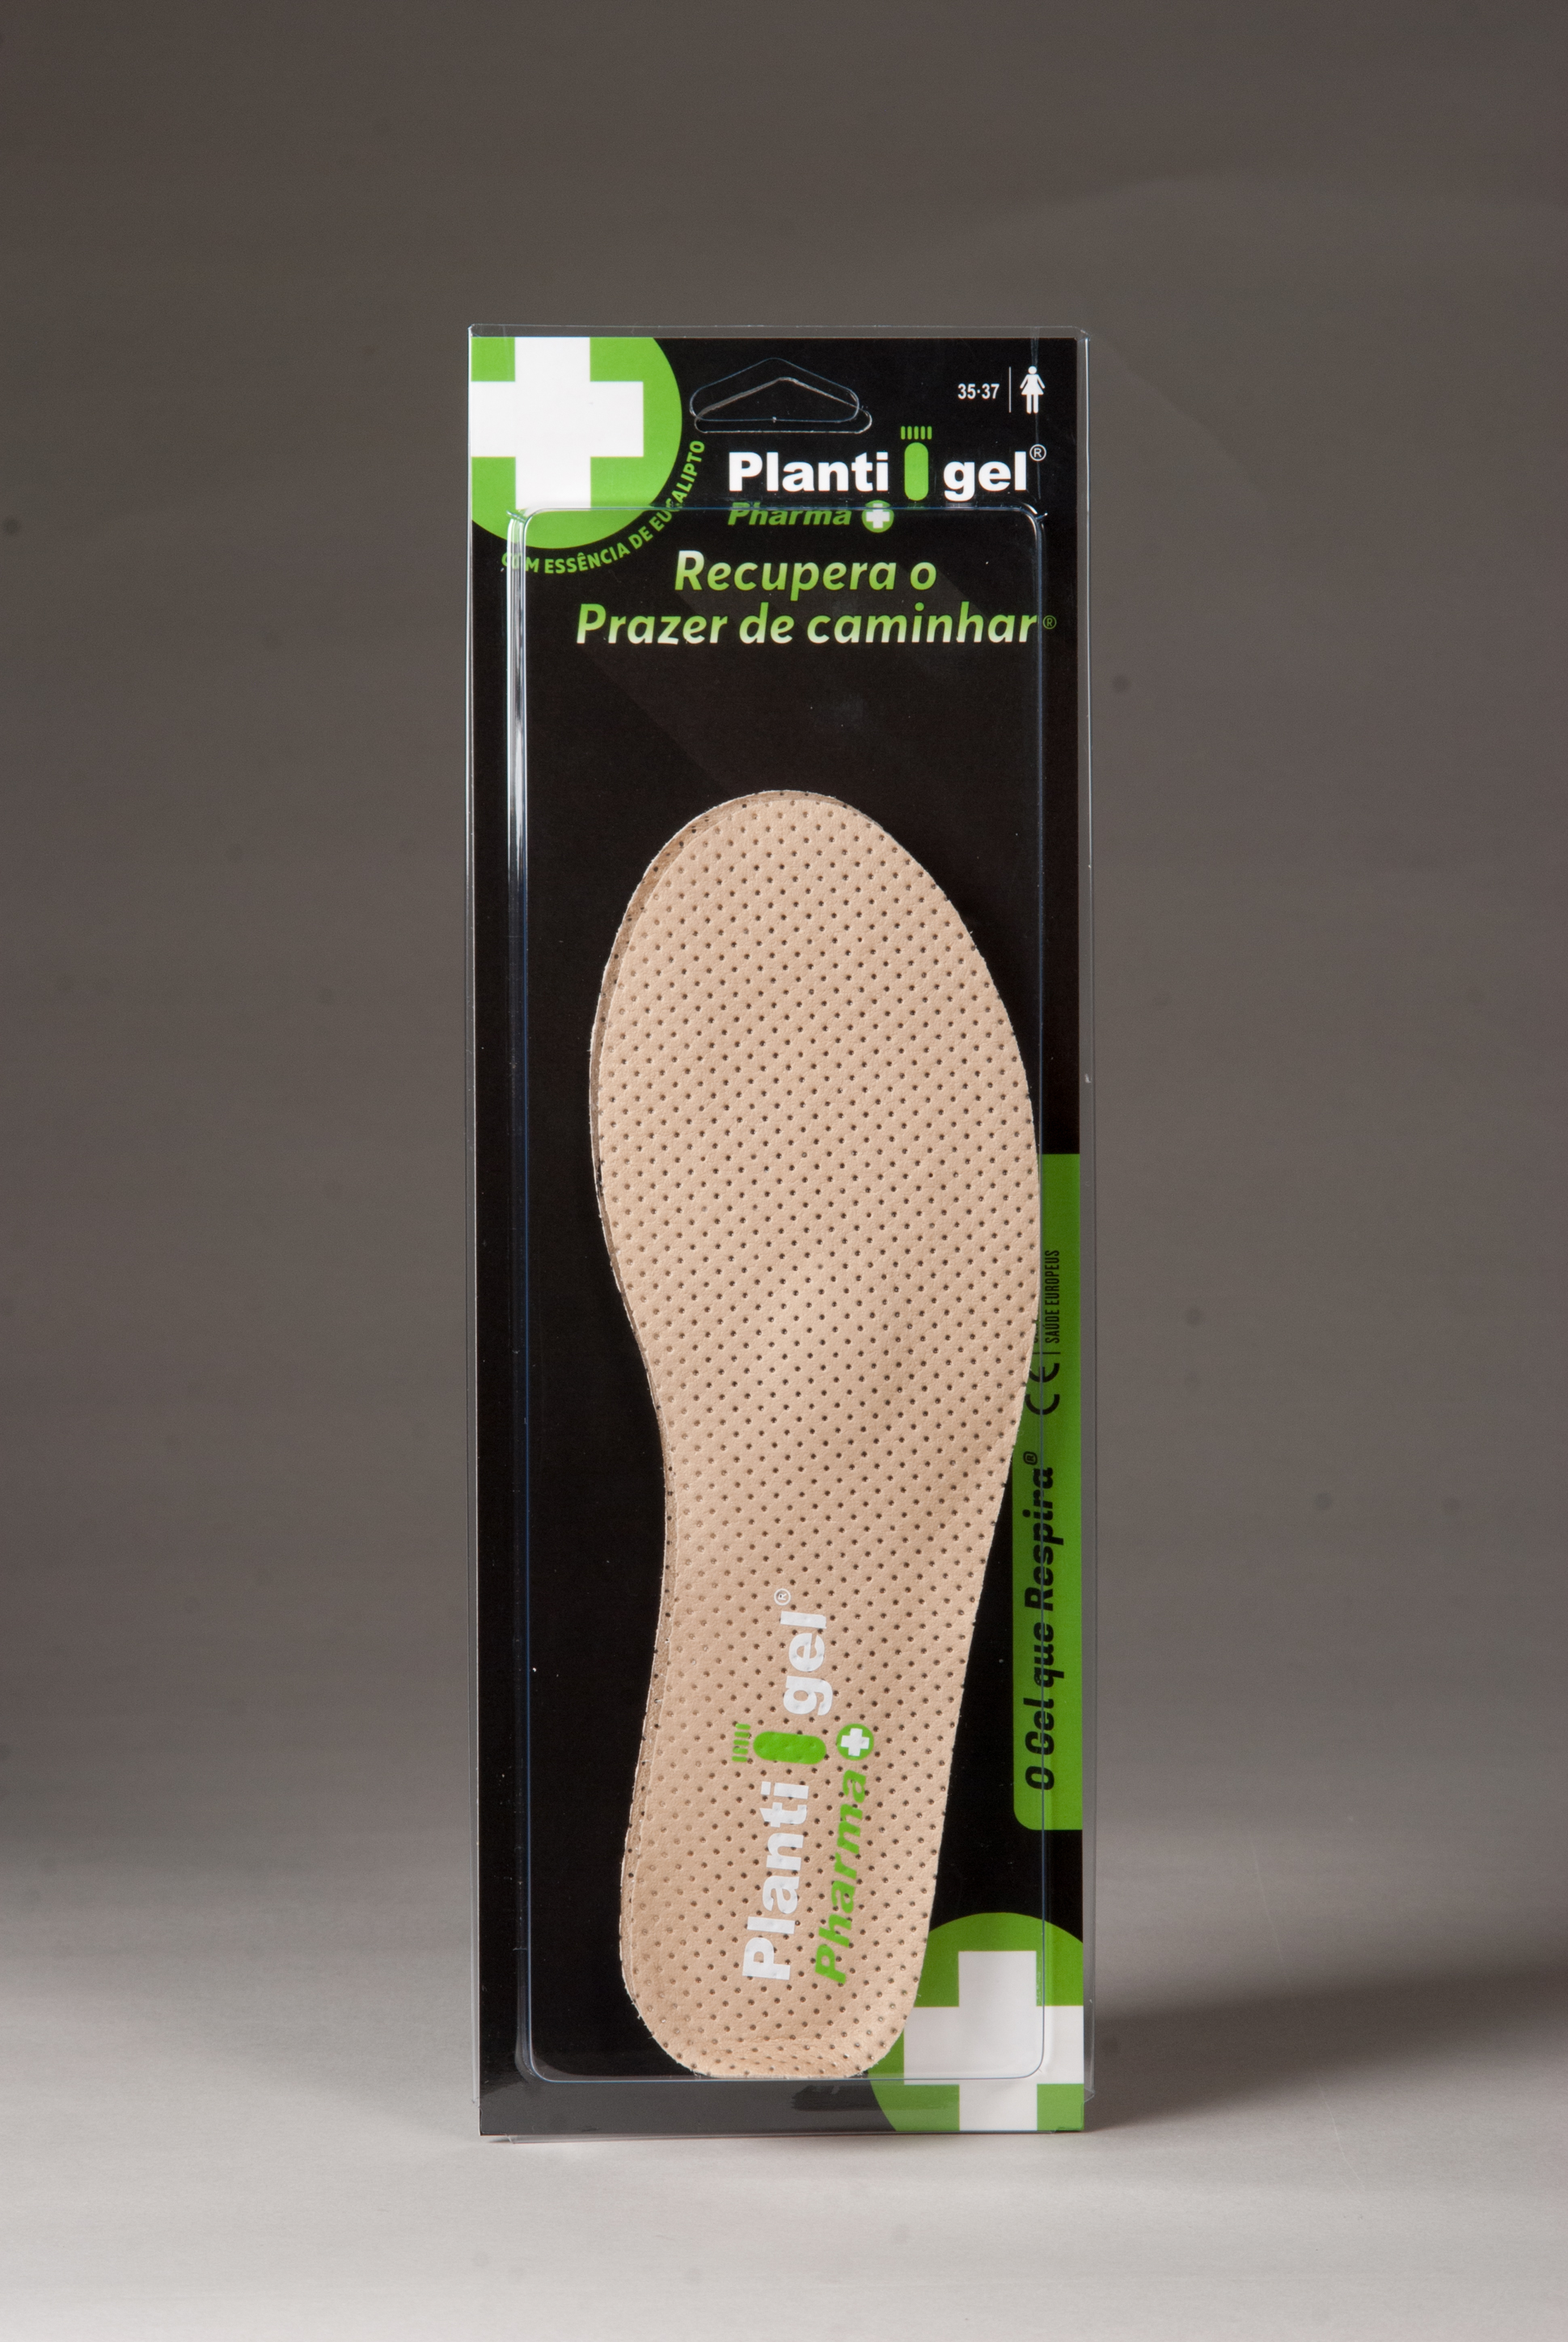 35-37
Planti gel®
Pharma
COM ESSÊNCIA DE EUCALIPTO
Recupera o
Prazer de caminhar®
SAÚDE EUROPEUS
CE
O Gel que Respira®
Planti gel®
Pharma